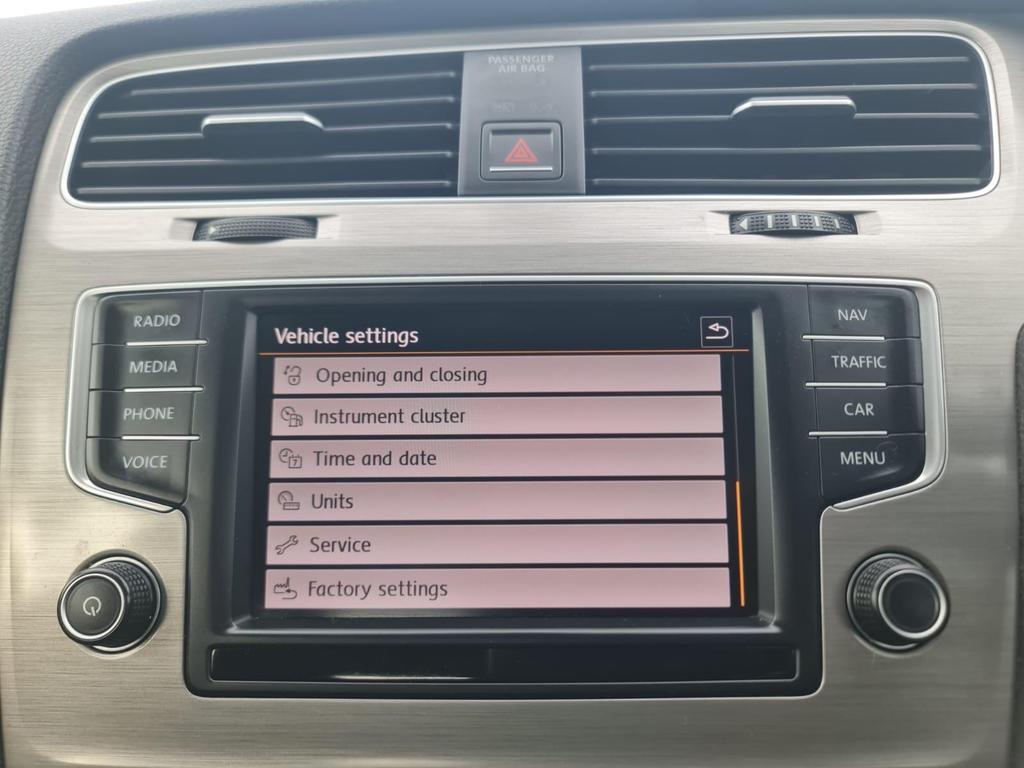 PASSENGER
AIR BAG
RADIO
MEDIA
PHONE
VOICE
Vehicle settings
Opening and closing
Instrument cluster
Time and date
7
Units
Service
Factory settings
NAV
TRAFFIC
CAR
MENU